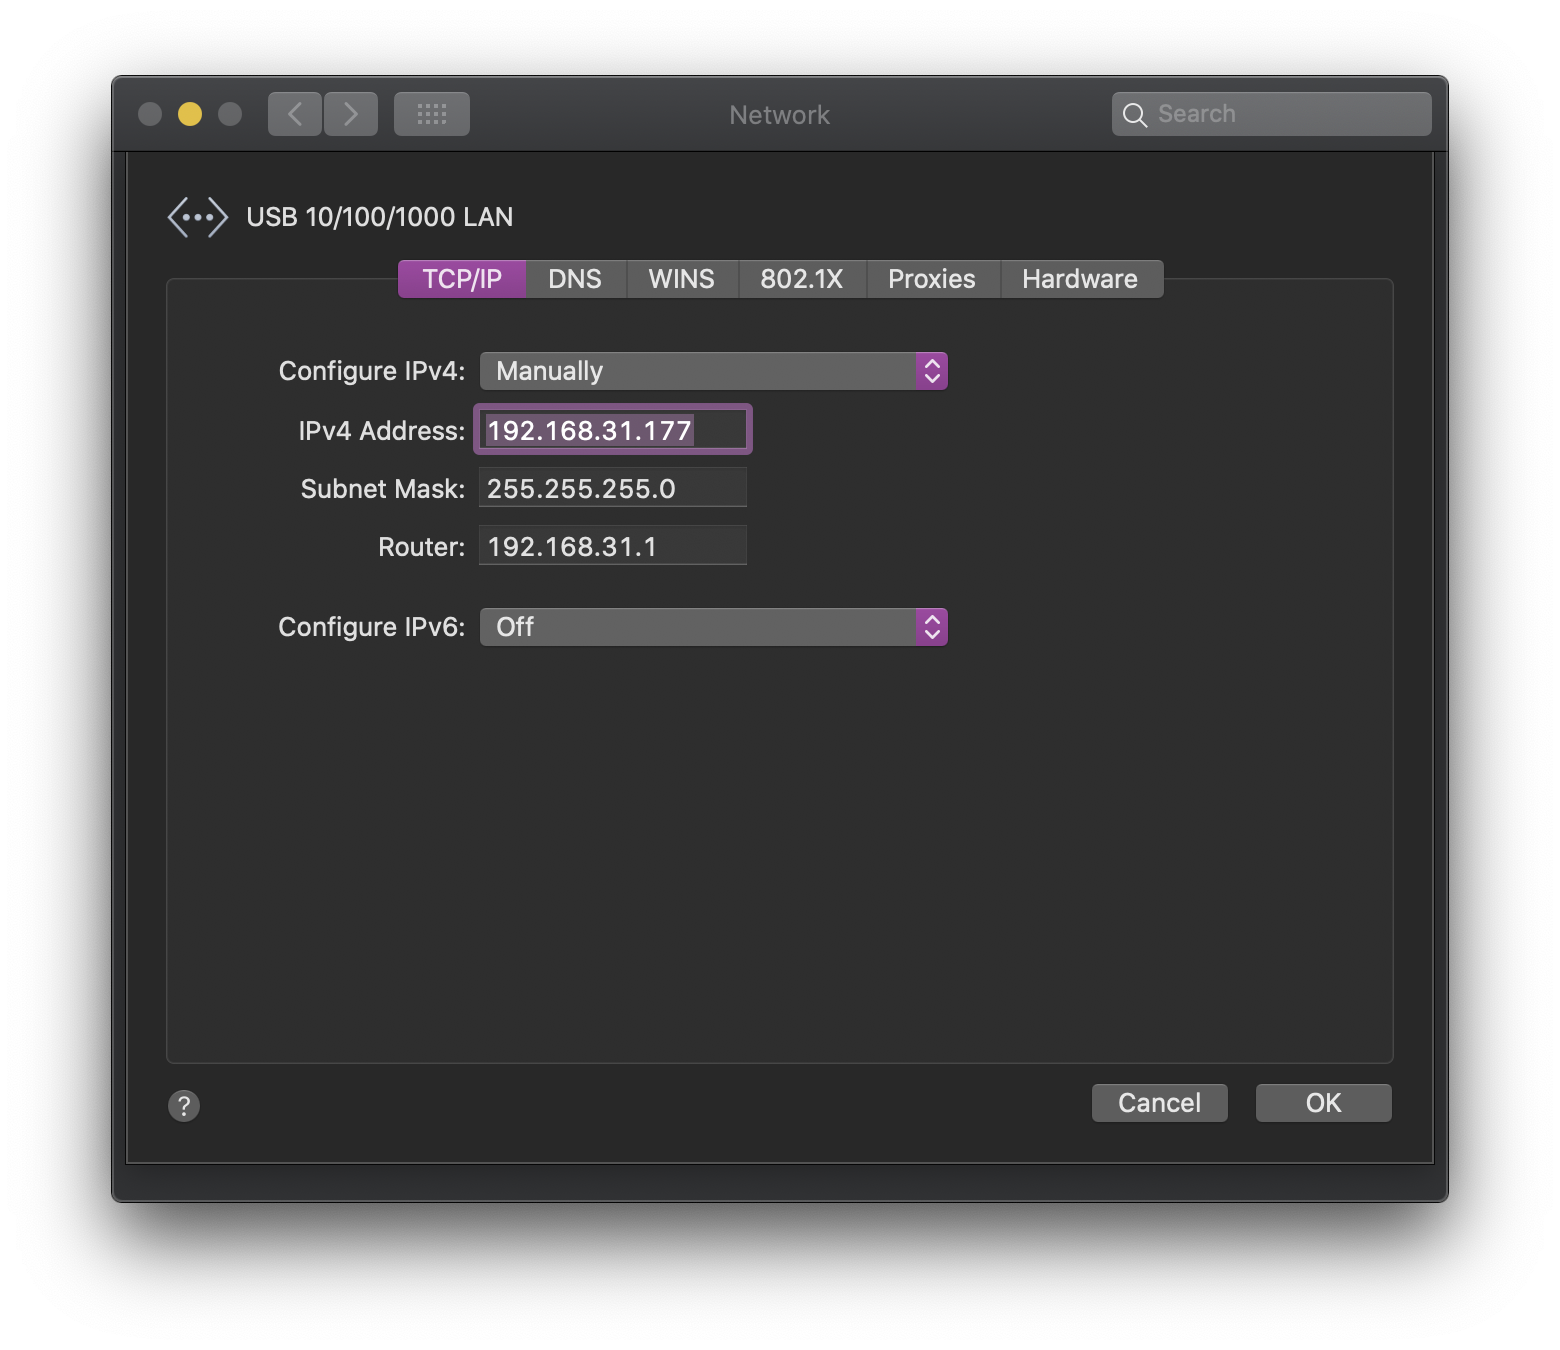 Network
Search
USB 10/100/1000 LAN
TCP/IP DNS WINS 802.1X Proxies Hardware
Configure IPv4: Manually
IPv4 Address: 192.168.31.177
Subnet Mask: 255.255.255.0
Router: 192.168.31.1
Configure IPv6: Off
? Cancel OK